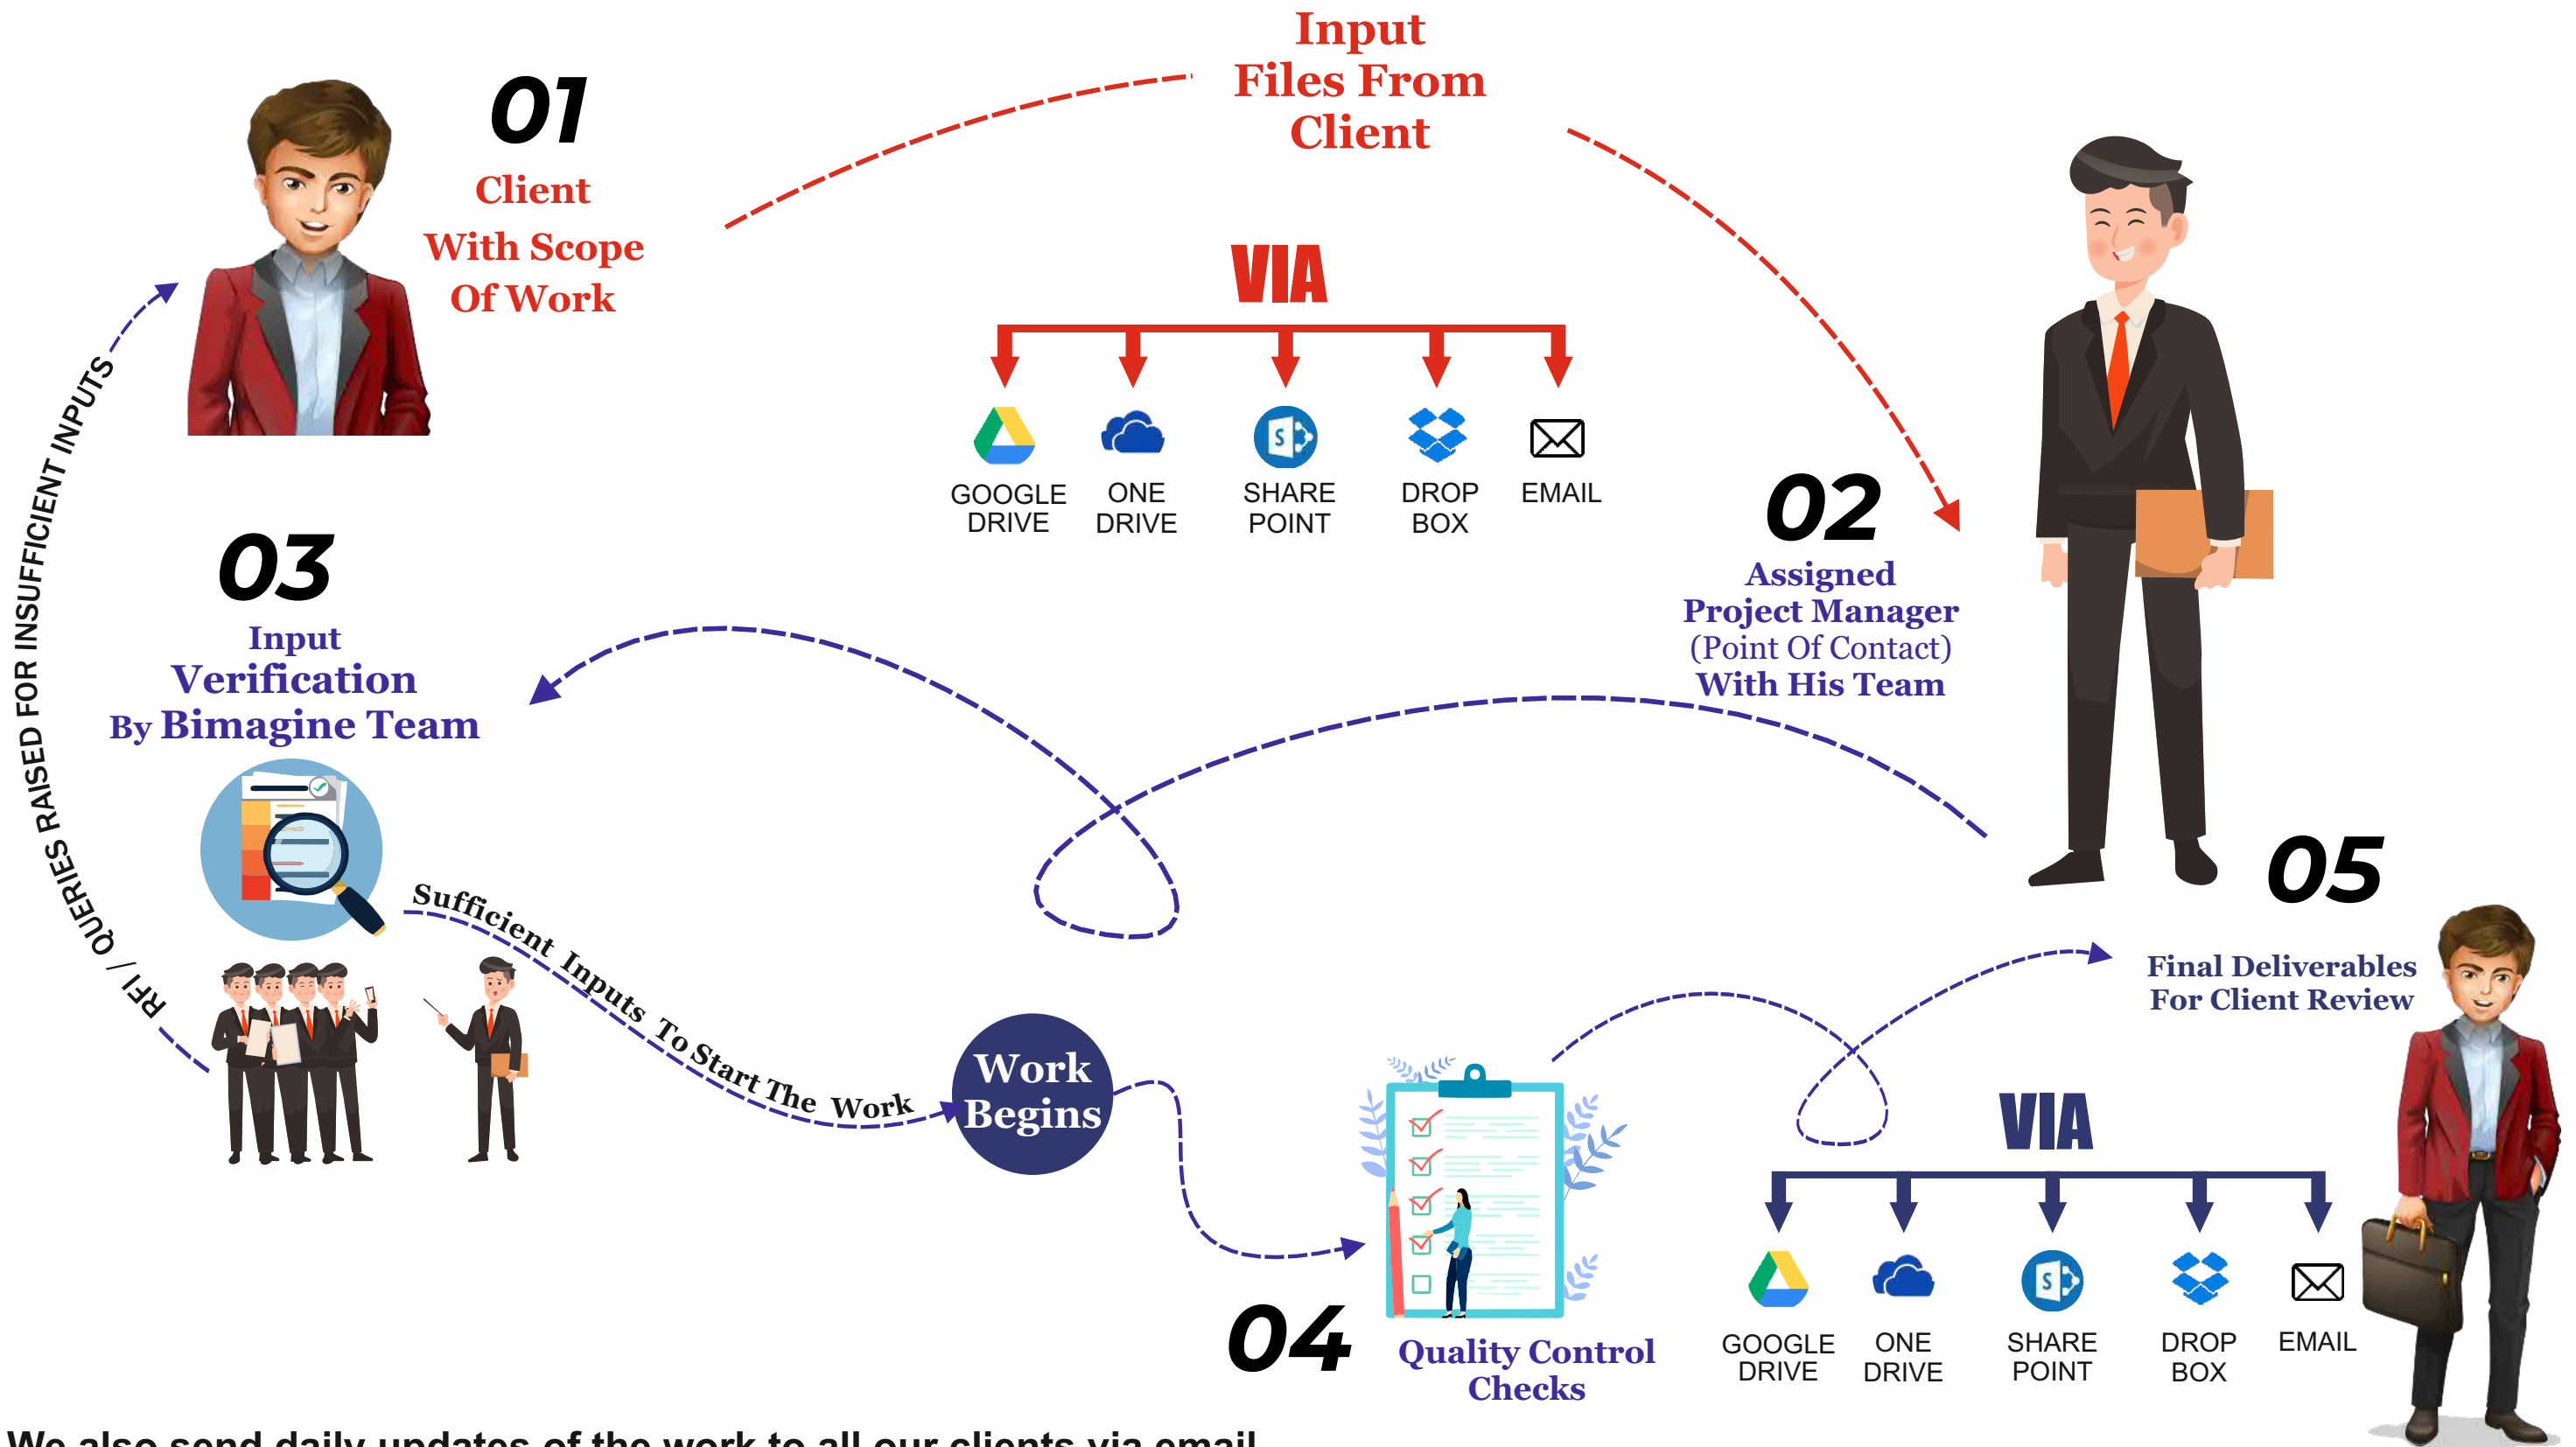 01
Client
With Scope
Of Work
Input
Files From
Client
VIA
GOOGLE
DRIVE
ONE
DRIVE
SHARE
POINT
DROP
BOX
EMAIL
02
Assigned
Project Manager
(Point Of Contact)
With His Team
03
Input
Verification
By Bimagine Team
RFI / QUERIES RAISED FOR INSUFFICIENT INPUTS
Sufficient Inputs To Start The Work
Work
Begins
04
Quality Control
Checks
05
Final Deliverables
For Client Review
VIA
GOOGLE
DRIVE
ONE
DRIVE
SHARE
POINT
DROP
BOX
EMAIL
We also send daily updates of the work to all our clients via email